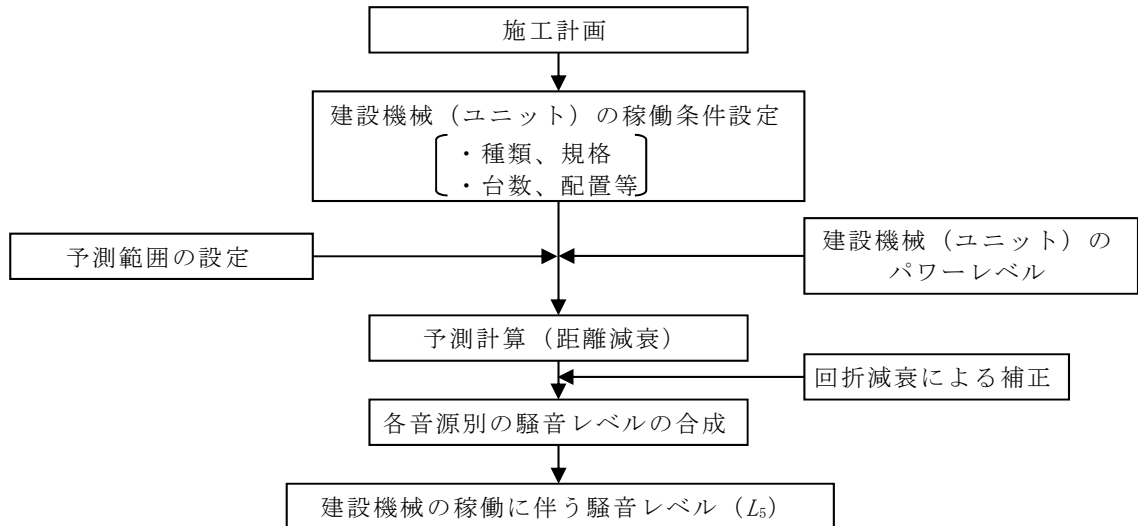 施工計画
建設機械（ユニット）の稼働条件設定
・種類、規格
・台数、配置等
予測範囲の設定
建設機械（ユニット）の
パワーレベル
予測計算（距離減衰）
回折減衰による補正
各音源別の騒音レベルの合成
建設機械の稼働に伴う騒音レベル（L₅）